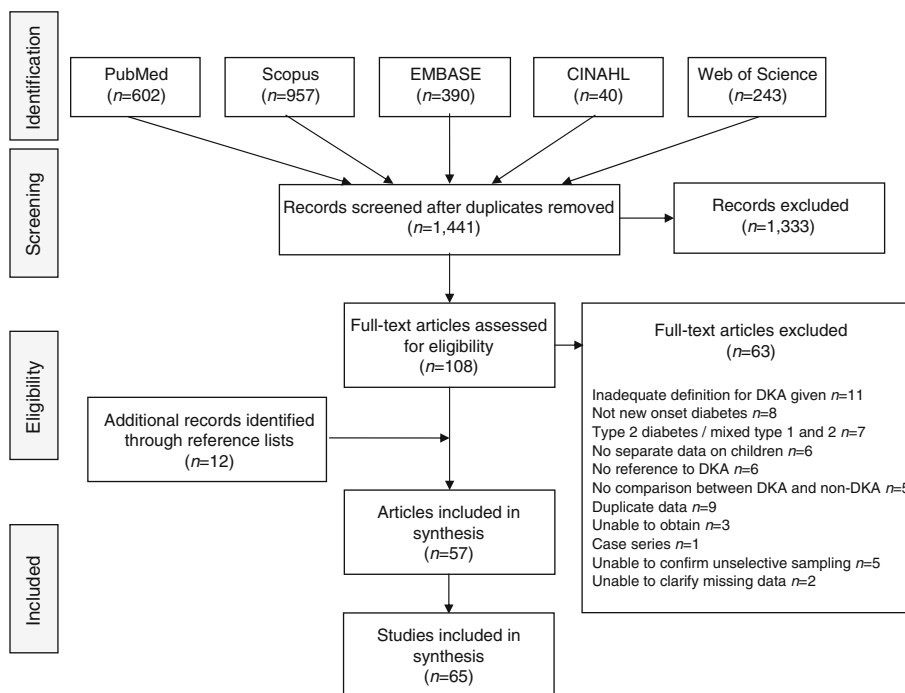 Identification
PubMed
(n=602)
Scopus
(n=957)
EMBASE
(n=390)
CINAHL
(n=40)
Web of Science
(n=243)
Screening
Records screened after duplicates removed
(n=1,441)
Records excluded
(n=1,333)
Eligibility
Full-text articles assessed
for eligibility
(n=108)
Full-text articles excluded
(n=63)
Inadequate definition for DKA given n=11
Not new onset diabetes n=8
Type 2 diabetes / mixed type 1 and 2 n=7
No separate data on children n=6
No reference to DKA n=6
No comparison between DKA and non-DKA n=5
Duplicate data n=9
Unable to obtain n=3
Case series n=1
Unable to confirm unselective sampling n=5
Unable to clarify missing data n=2
Additional records identified
through reference lists
(n=12)
Included
Articles included in
synthesis
(n=57)
Studies included in
synthesis
(n=65)